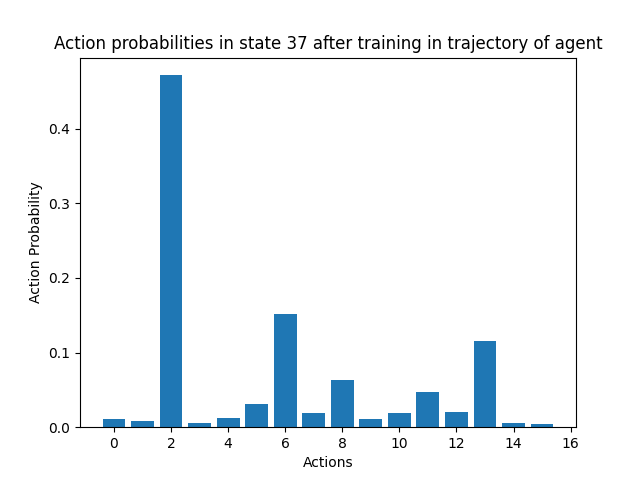 Action probabilities in state 37 after training in trajectory of agent
Action Probability
0.4
0.3
0.2
0.1
0.0
0 2 4 6 8 10 12 14 16
Actions